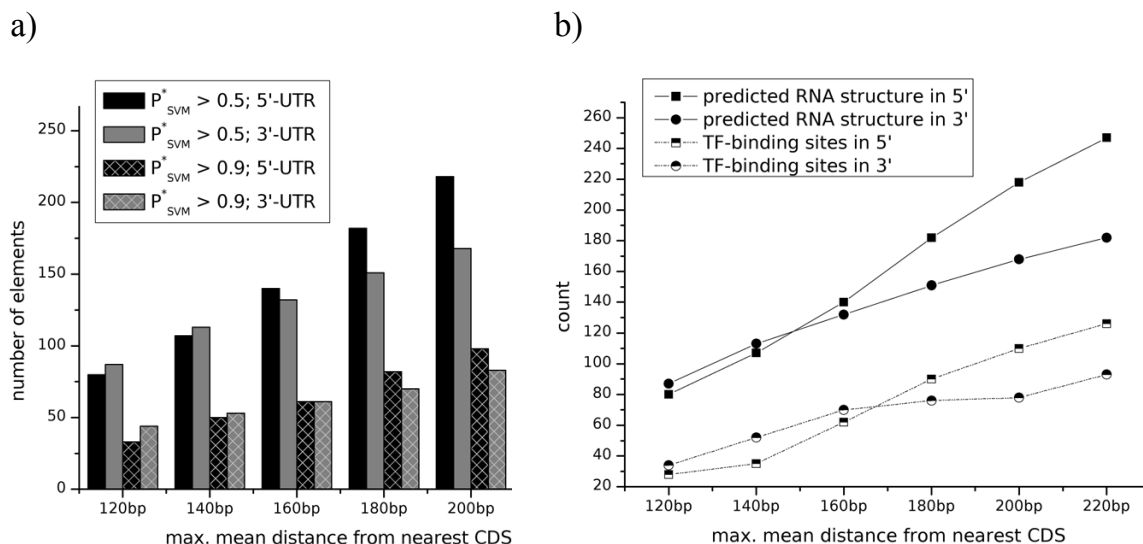 a)
P*SVM > 0.5; 5'-UTR
P*SVM > 0.5; 3'-UTR
P*SVM > 0.9; 5'-UTR
P*SVM > 0.9; 3'-UTR
number of elements
250
200
150
100
50
0
120bp 140bp 160bp 180bp 200bp
max. mean distance from nearest CDS
b)
predicted RNA structure in 5'
predicted RNA structure in 3'
TF-binding sites in 5'
TF-binding sites in 3'
count
260
240
220
200
180
160
140
120
100
80
60
40
20
120bp 140bp 160bp 180bp 200bp 220bp
max. mean distance from nearest CDS